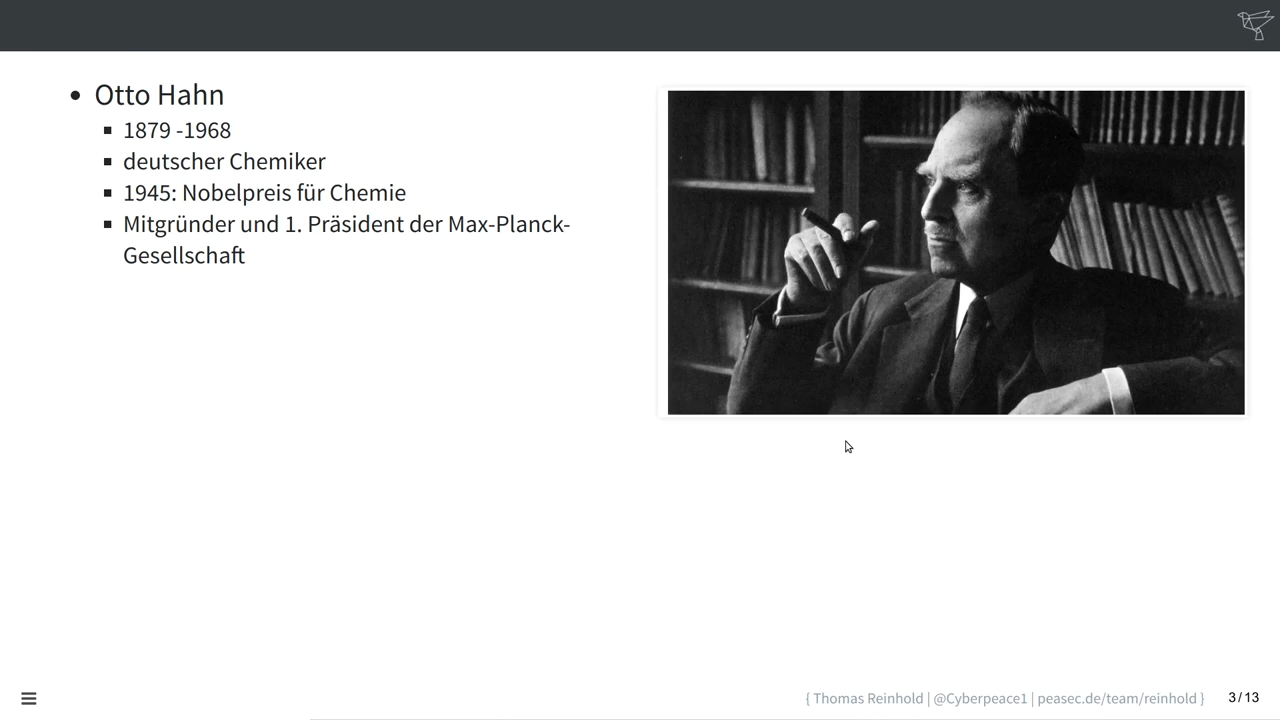 Otto Hahn
1879 -1968
deutscher Chemiker
1945: Nobelpreis für Chemie
Mitgründer und 1. Präsident der Max-Planck-
Gesellschaft
{ Thomas Reinhold | @Cyberpeace1 | peasec.de/team/reinhold }
3 / 13